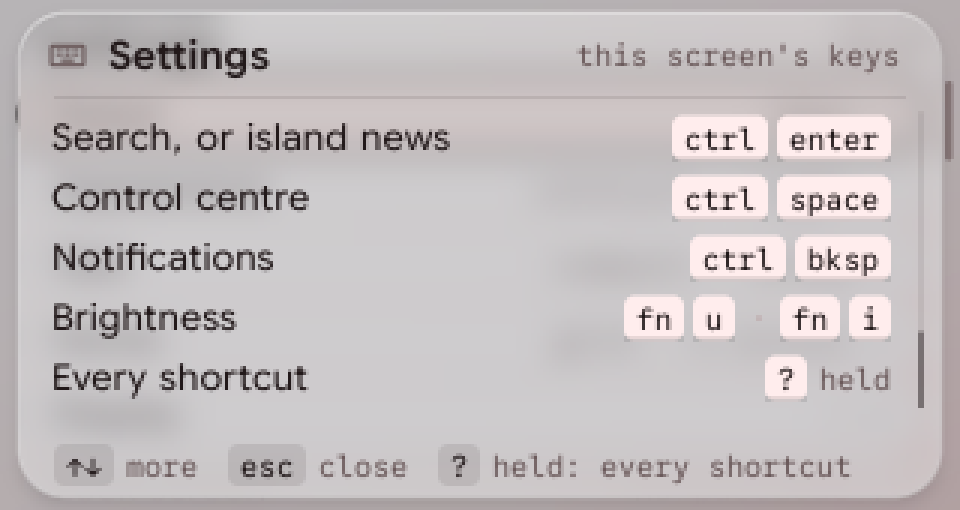 Settings this screen's keys
Search, or island news ctrl enter
Control centre ctrl space
Notifications ctrl bksp
Brightness fn u · fn i
Every shortcut ? held
↑↓ more esc close ? held: every shortcut